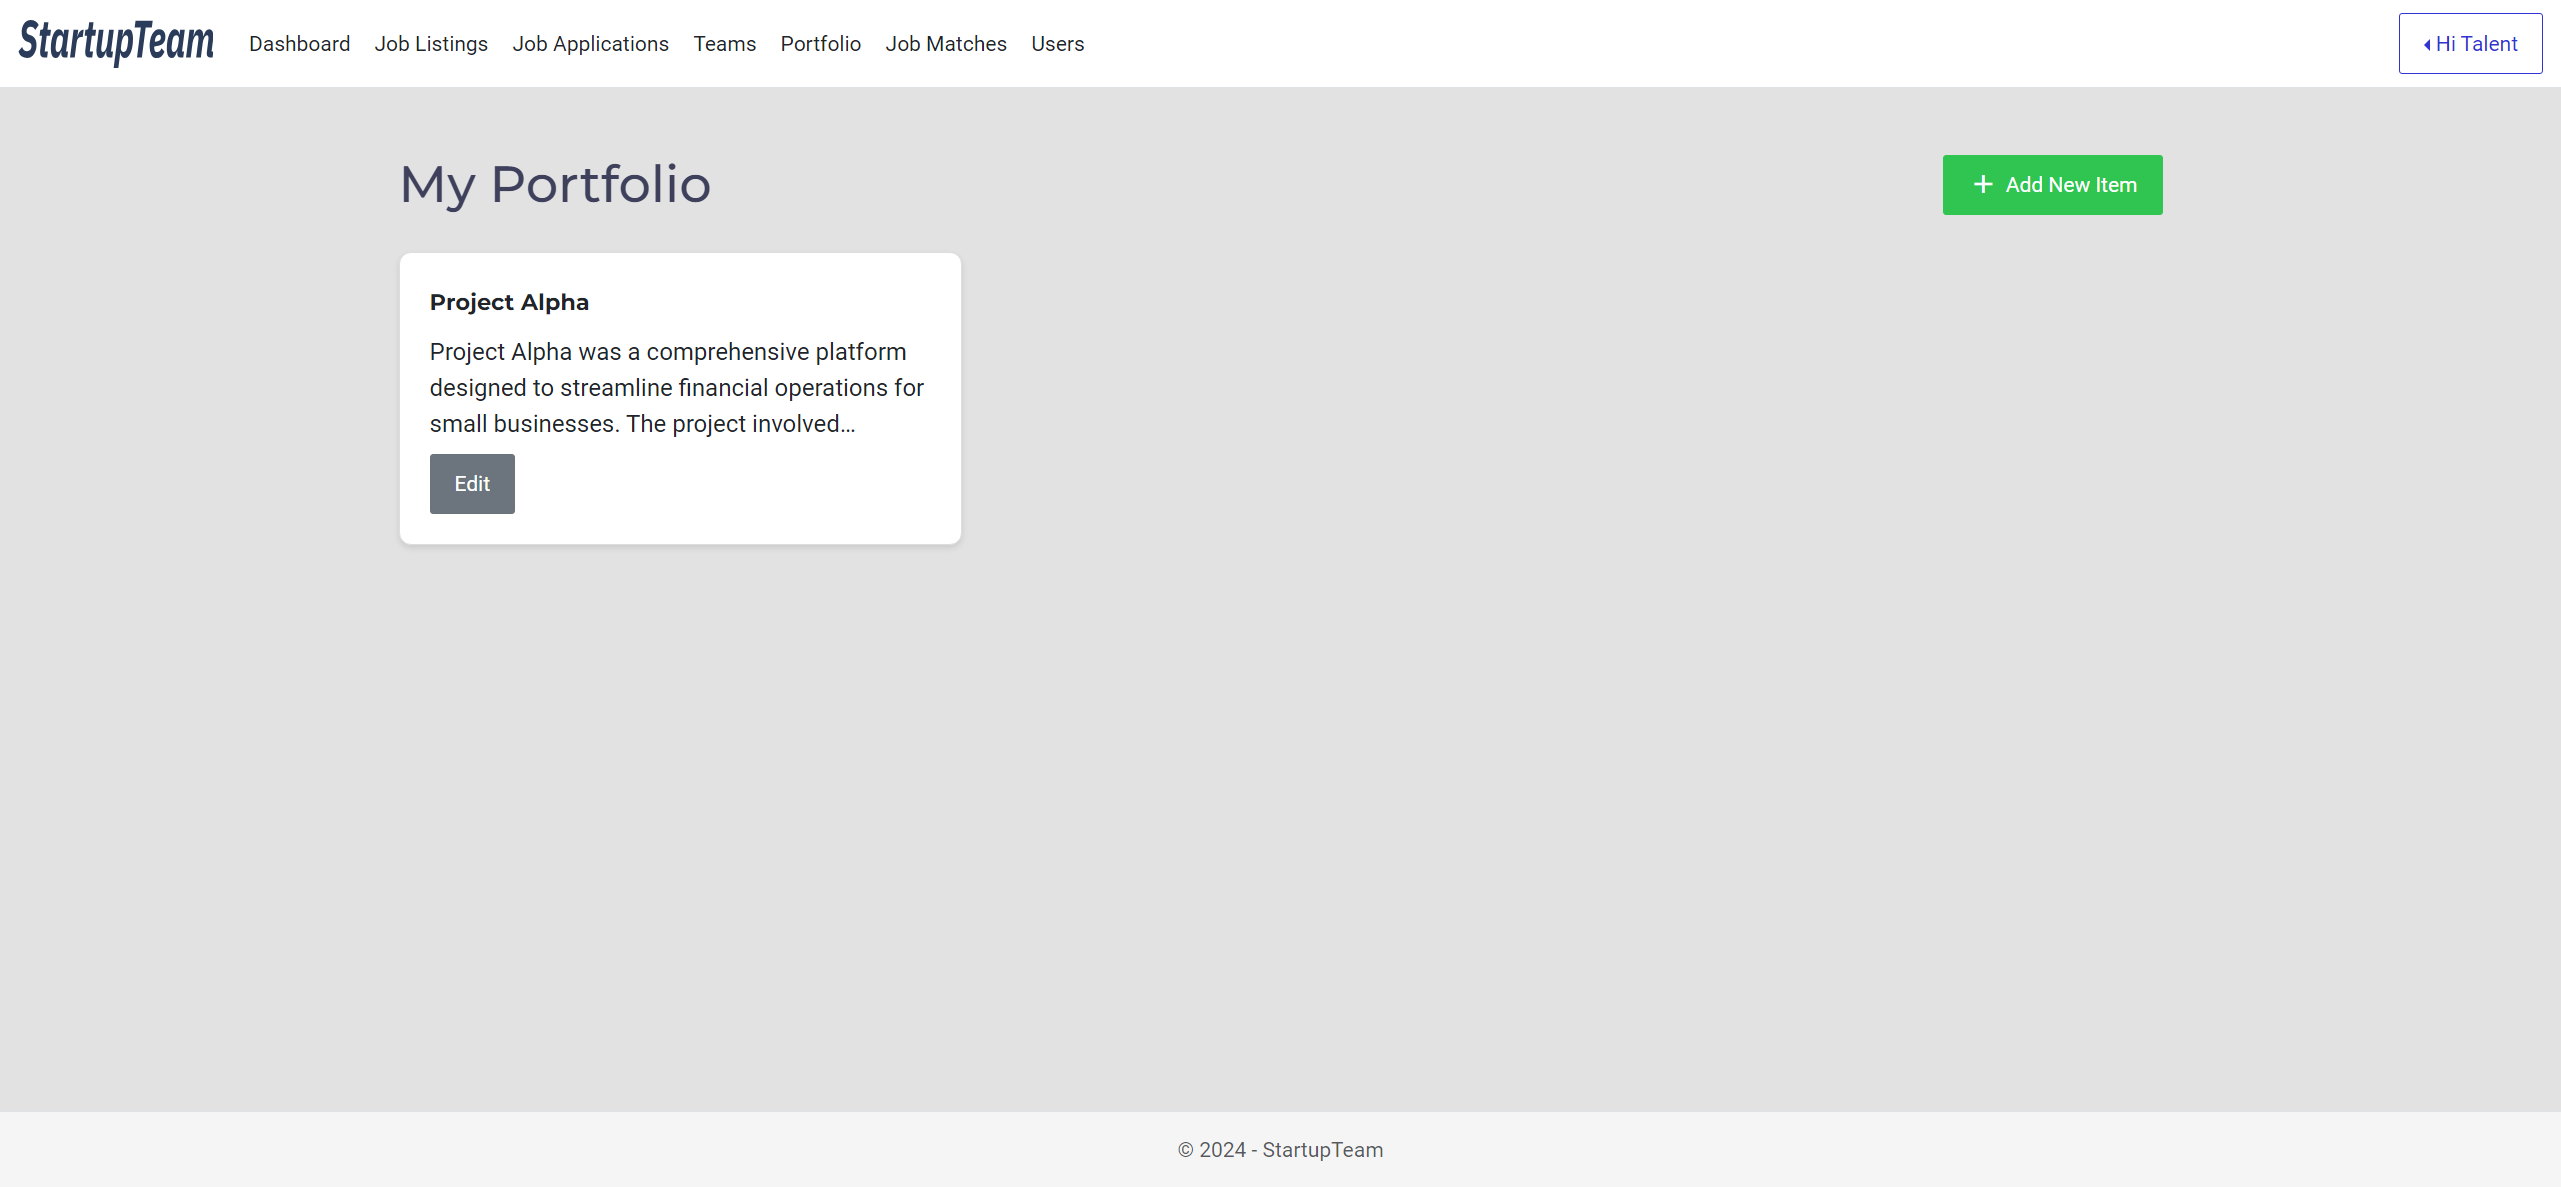 StartupTeam Dashboard Job Listings Job Applications Teams Portfolio Job Matches Users Hi Talent
My Portfolio
Add New Item
Project Alpha
Project Alpha was a comprehensive platform
designed to streamline financial operations for
small businesses. The project involved...
Edit
© 2024 - StartupTeam